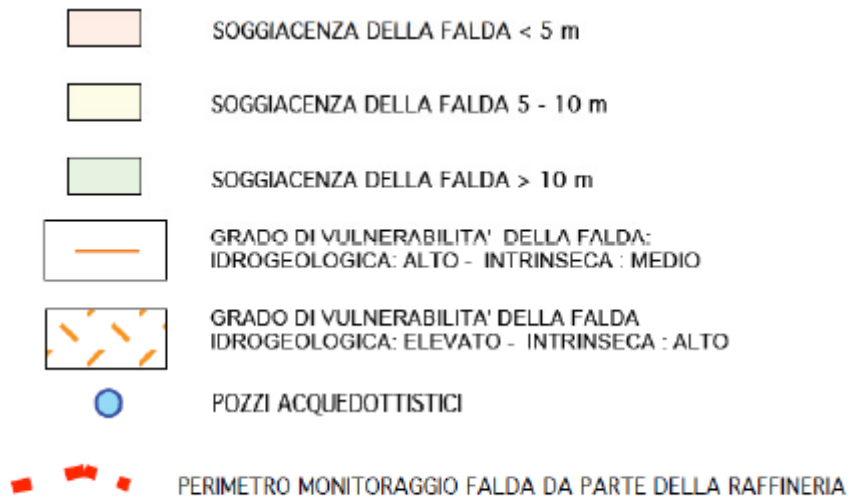 SOGGIACENZA DELLA FALDA < 5 m
SOGGIACENZA DELLA FALDA 5 - 10 m
SOGGIACENZA DELLA FALDA > 10 m
GRADO DI VULNERABILITA' DELLA FALDA:
IDROGEOLOGICA: ALTO - INTRINSECA : MEDIO
GRADO DI VULNERABILITA' DELLA FALDA
IDROGEOLOGICA: ELEVATO - INTRINSECA : ALTO
POZZI ACQUEDOTTISTICI
PERIMETRO MONITORAGGIO FALDA DA PARTE DELLA RAFFINERIA